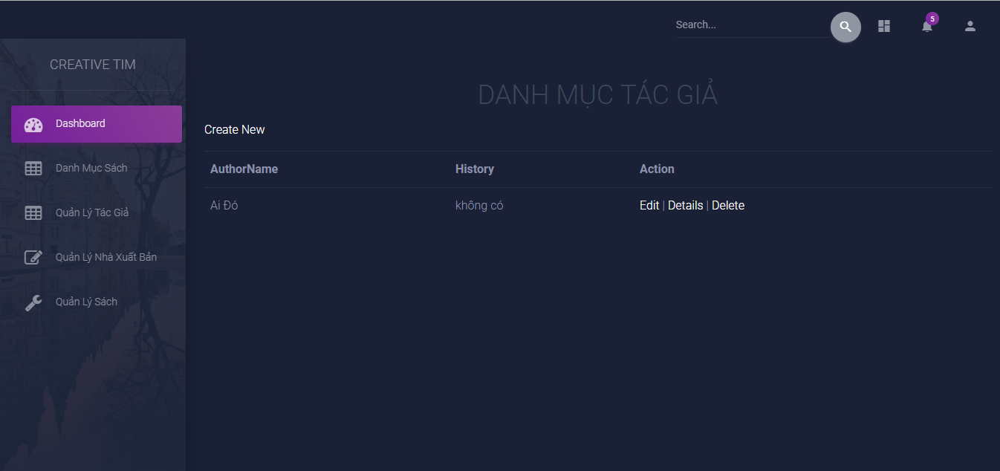 Search...
5
CREATIVE TIM
Dashboard
Danh Mục Sách
Quản Lý Tác Giả
Quản Lý Nhà Xuất Bản
Quản Lý Sách
DANH MỤC TÁC GIẢ
Create New
AuthorName History Action
Ai Đó không có Edit | Details | Delete